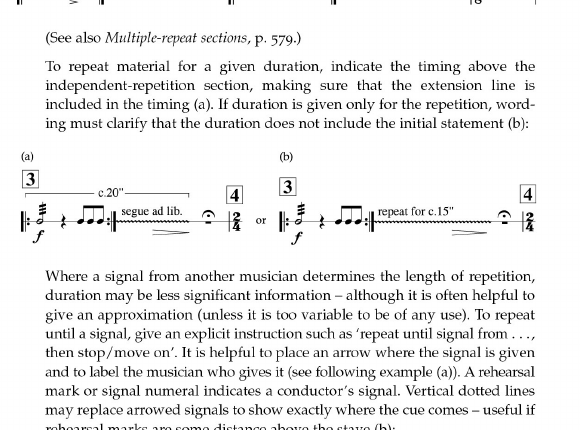 (See also Multiple-repeat sections, p. 579.)
To repeat material for a given duration, indicate the timing above the
independent-repetition section, making sure that the extension line is
included in the timing (a). If duration is given only for the repetition, word-
ing must clarify that the duration does not include the initial statement (b):
(a) (b)
3 c.20" 4 3 4
segue ad lib. 2 4 or repeat for c.15" 2 4
f f
Where a signal from another musician determines the length of repetition,
duration may be less significant information – although it is often helpful to
give an approximation (unless it is too variable to be of any use). To repeat
until a signal, give an explicit instruction such as ‘repeat until signal from . . .,
then stop/move on’. It is helpful to place an arrow where the signal is given
and to label the musician who gives it (see following example (a)). A rehearsal
mark or signal numeral indicates a conductor’s signal. Vertical dotted lines
may replace arrowed signals to show exactly where the cue comes – useful if
rehearsal marks are some distance above the stave (b):